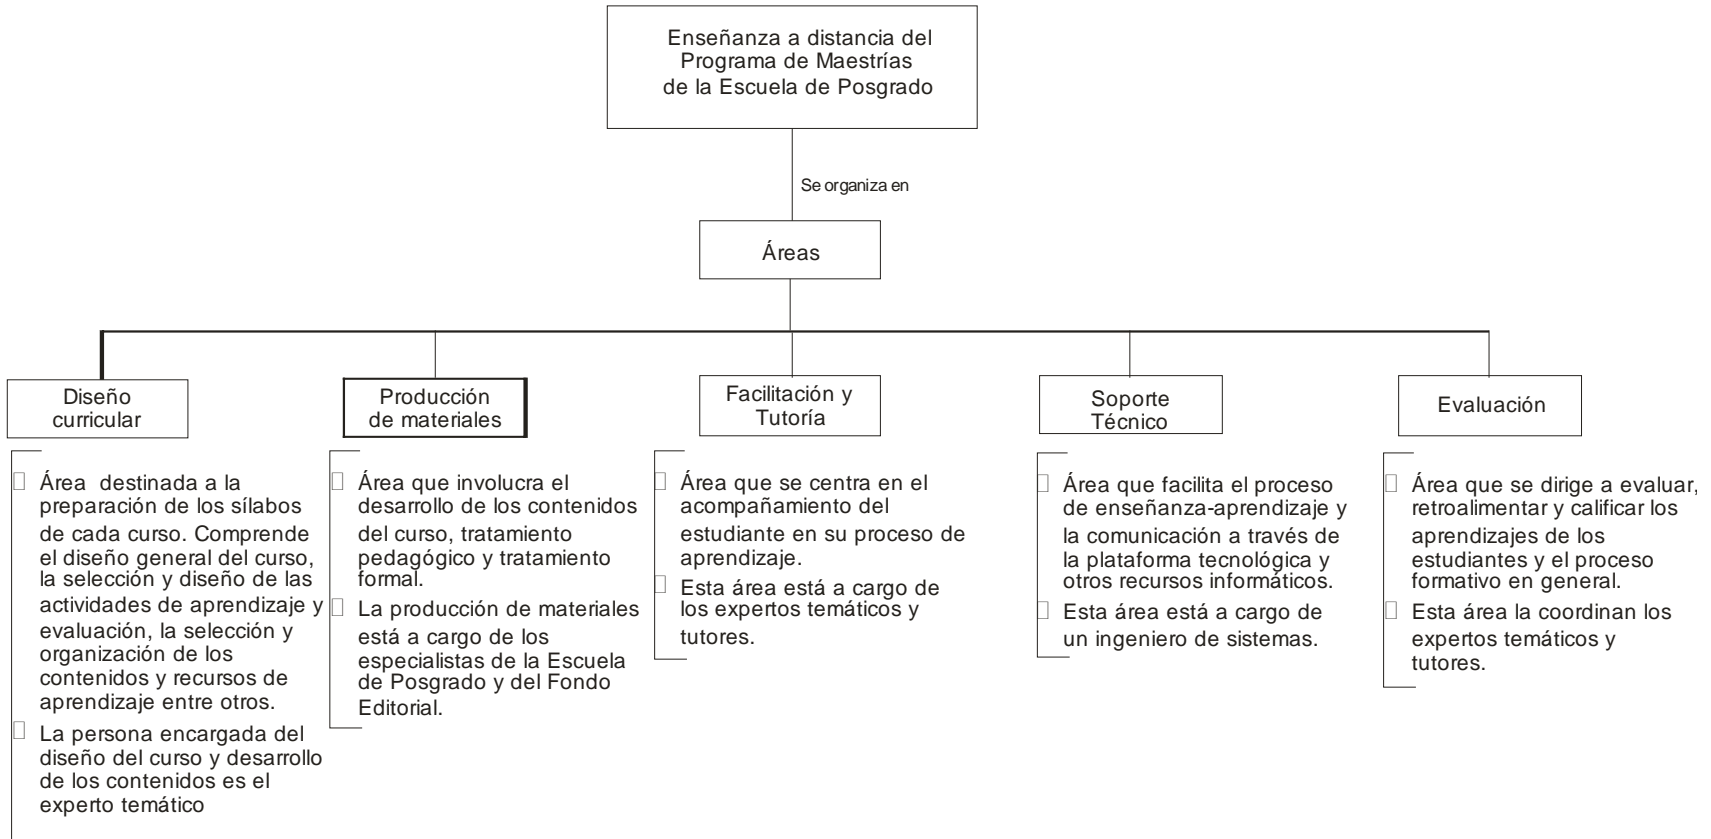 Enseñanza a distancia del
Programa de Maestrías
de la Escuela de Posgrado
Se organiza en
Áreas
Diseño
curricular
Área  destinada a la
preparación de los sílabos
de cada curso. Comprende
el diseño general del curso,
la selección y diseño de las
actividades de aprendizaje y
evaluación, la selección y
organización de los
contenidos y recursos de
aprendizaje entre otros.
La persona encargada del
diseño del curso y desarrollo
de los contenidos es el
experto temático
Producción
de materiales
Área que involucra el
desarrollo de los contenidos
del curso, tratamiento
pedagógico y tratamiento
formal.
La producción de materiales
está a cargo de los
especialistas de la Escuela
de Posgrado y del Fondo
Editorial.
Facilitación y
Tutoría
Área que se centra en el
acompañamiento del
estudiante en su proceso de
aprendizaje.
Esta área está a cargo de
los expertos temáticos y
tutores.
Soporte
Técnico
Área que facilita el proceso
de enseñanza-aprendizaje y
la comunicación a través de
la plataforma tecnológica y
otros recursos informáticos.
Esta área está a cargo de
un ingeniero de sistemas.
Evaluación
Área que se dirige a evaluar,
retroalimentar y calificar los
aprendizajes de los
estudiantes y el proceso
formativo en general.
Esta área la coordinan los
expertos temáticos y
tutores.